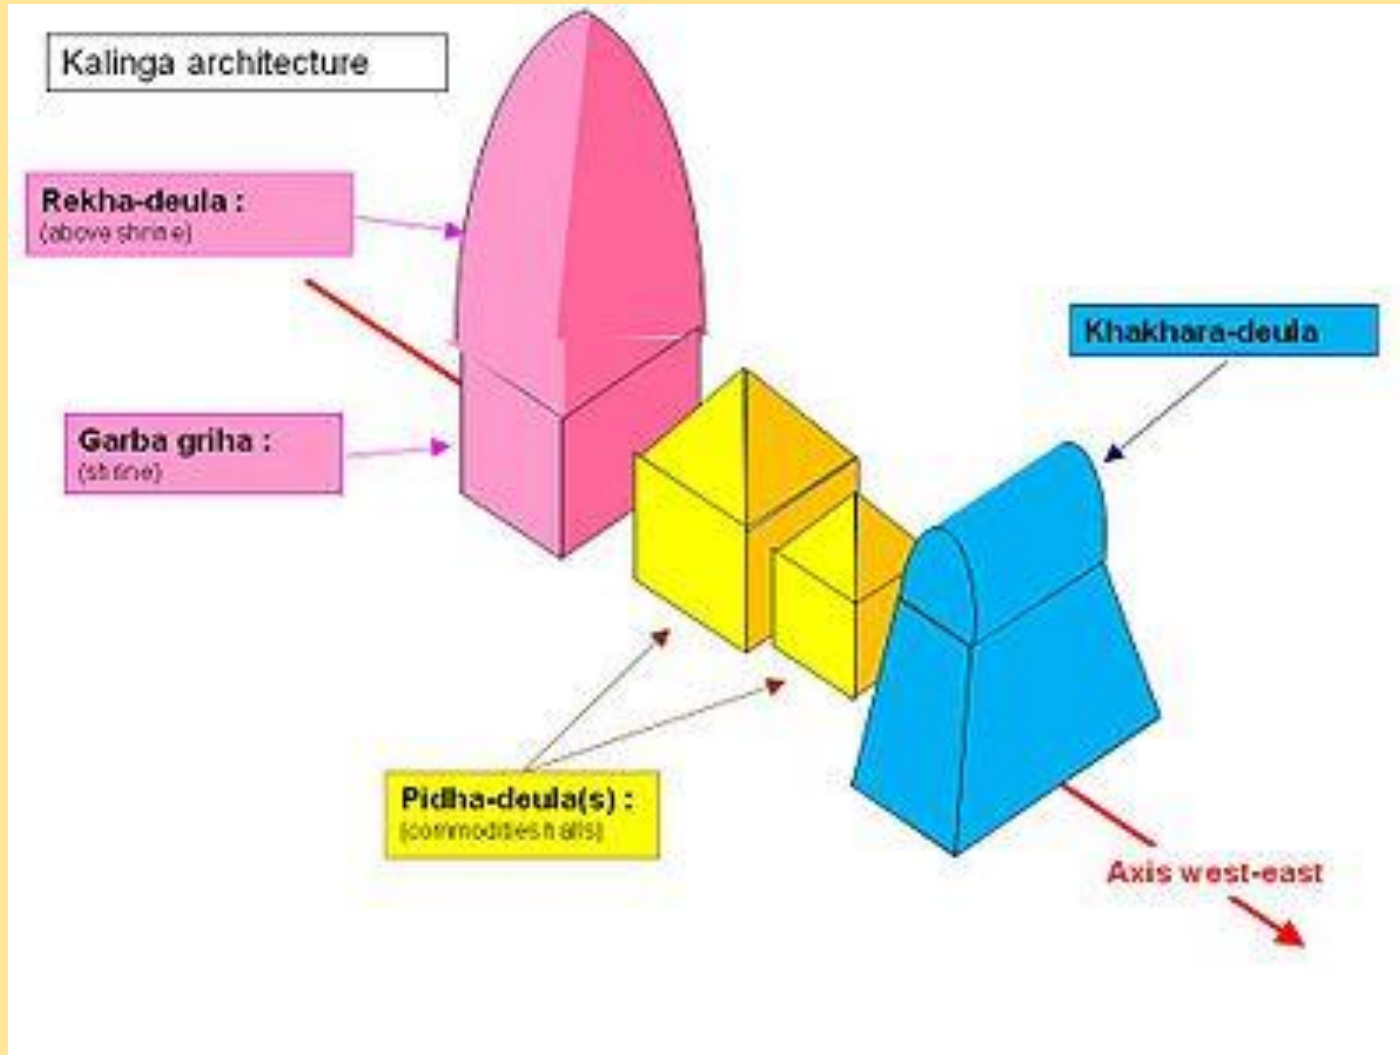 Kalinga architecture
Rekha-deula :
(above shrine)
Khakhara-deula
Garba griha :
(shrine)
Pidha-deula(s) :
(commodities halls)
Axis west-east